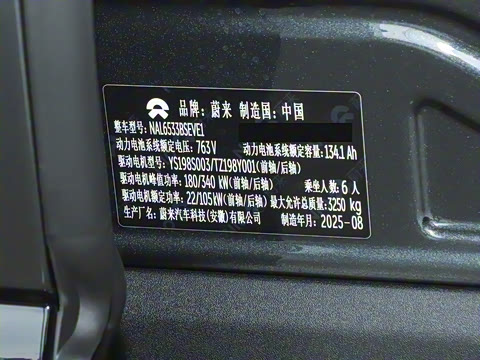 品牌：蔚来 制造国：中国
整车型号：NAL6533BSEVE1
动力电池系统额定电压：763V 动力电池系统额定容量：134.1Ah
驱动电机型号：YS198S003/TZ198Y001(前轴/后轴)
驱动电机峰值功率：180/340 kW(前轴/后轴) 乘坐人数：6人
驱动电机额定功率：22/105 kW(前轴/后轴) 最大允许总质量：3250 kg
生产厂名：蔚来汽车科技(安徽)有限公司 制造年月：2025-08